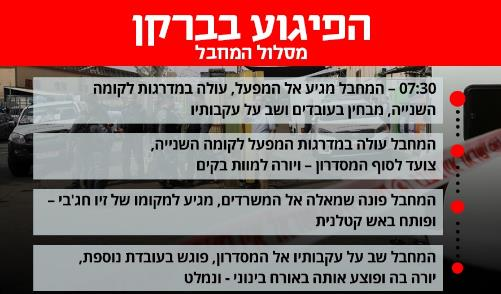 הפיגוע בברקן
מסלול המחבל
07:30 – המחבל מגיע אל המפעל, עולה במדרגות לקומה
השנייה, מבחין בעובדים ושב על עקבותיו
המחבל עולה במדרגות המפעל לקומה השנייה,
צועד לסוף המסדרון – ויורה למוות בקים
המחבל פונה שמאלה אל המשרדים, מגיע למקומו של זיו חג'בי –
ופותח באש קטלנית
המחבל שב על עקבותיו אל המסדרון, פוגש בעובדת נוספת,
יורה בה ופוצע אותה באורח בינוני - ונמלט